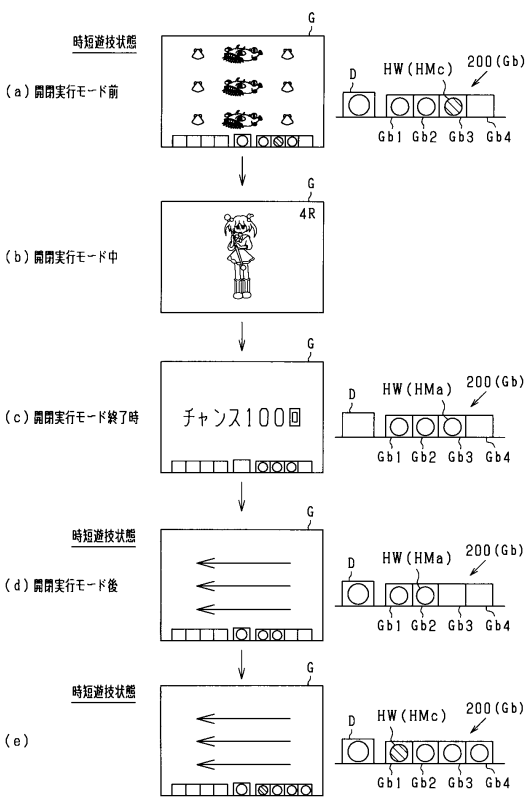 G
時短遊技状態
(a) 開閉実行モード前
D HW(HMc) 200(Gb)
Gb1 Gb2 Gb3 Gb4
G
4R
(b) 開閉実行モード中
G
(c) 開閉実行モード終了時
チャンス100回
D HW(HMa) 200(Gb)
Gb1 Gb2 Gb3 Gb4
G
時短遊技状態
(d) 開閉実行モード後
D HW(HMa) 200(Gb)
Gb1 Gb2 Gb3 Gb4
G
時短遊技状態
(e)
D HW(HMc) 200(Gb)
Gb1 Gb2 Gb3 Gb4